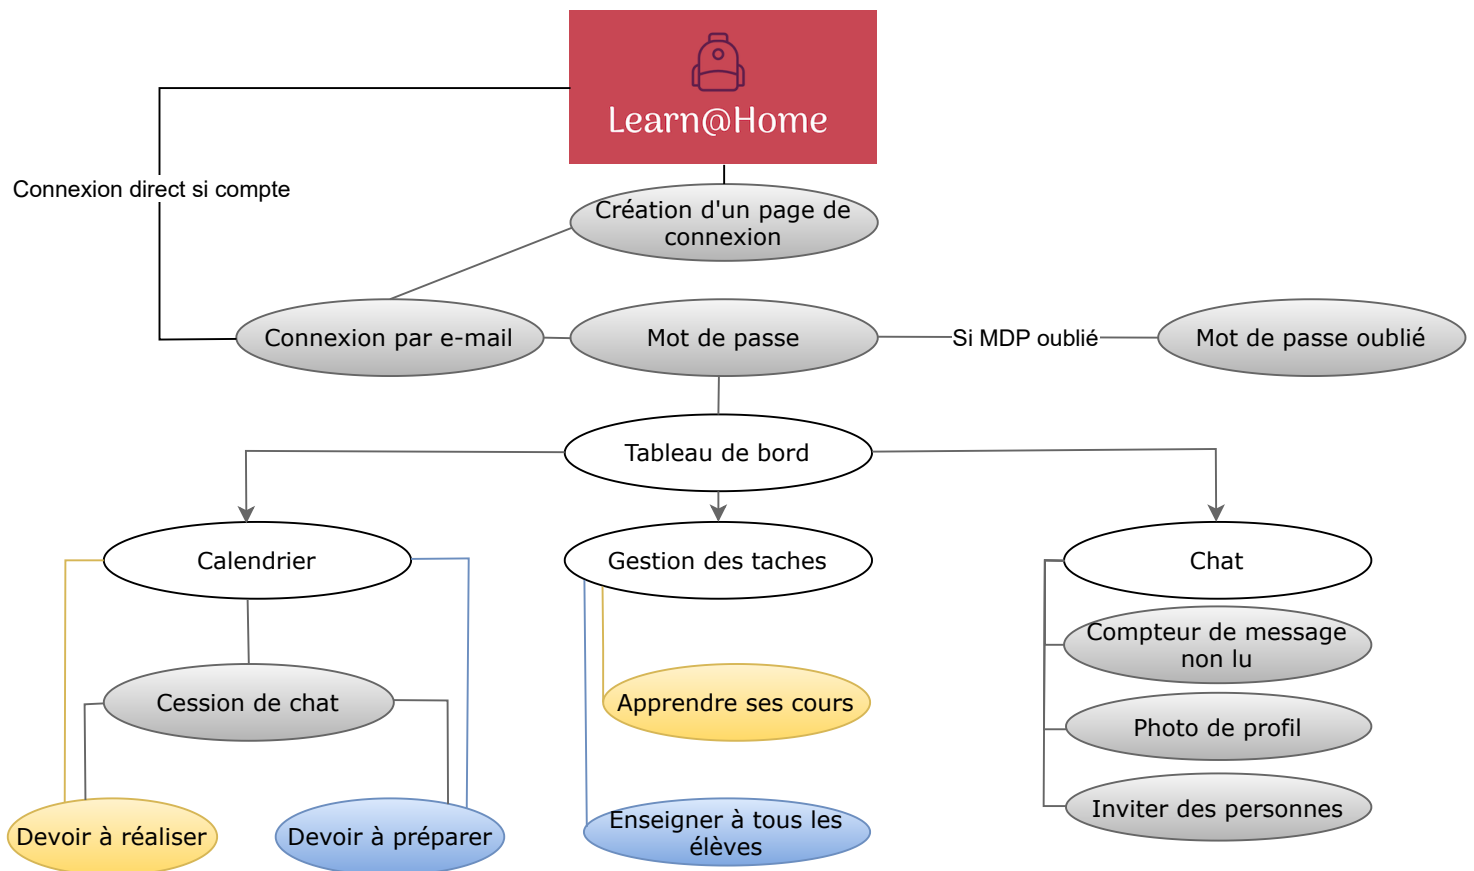 Learn@Home
Connexion direct si compte
Création d'un page de
connexion
Connexion par e-mail
Mot de passe
Si MDP oublié
Mot de passe oublié
Tableau de bord
Calendrier
Gestion des taches
Chat
Compteur de message
non lu
Cession de chat
Apprendre ses cours
Photo de profil
Inviter des personnes
Devoir à réaliser
Devoir à préparer
Enseigner à tous les
élèves